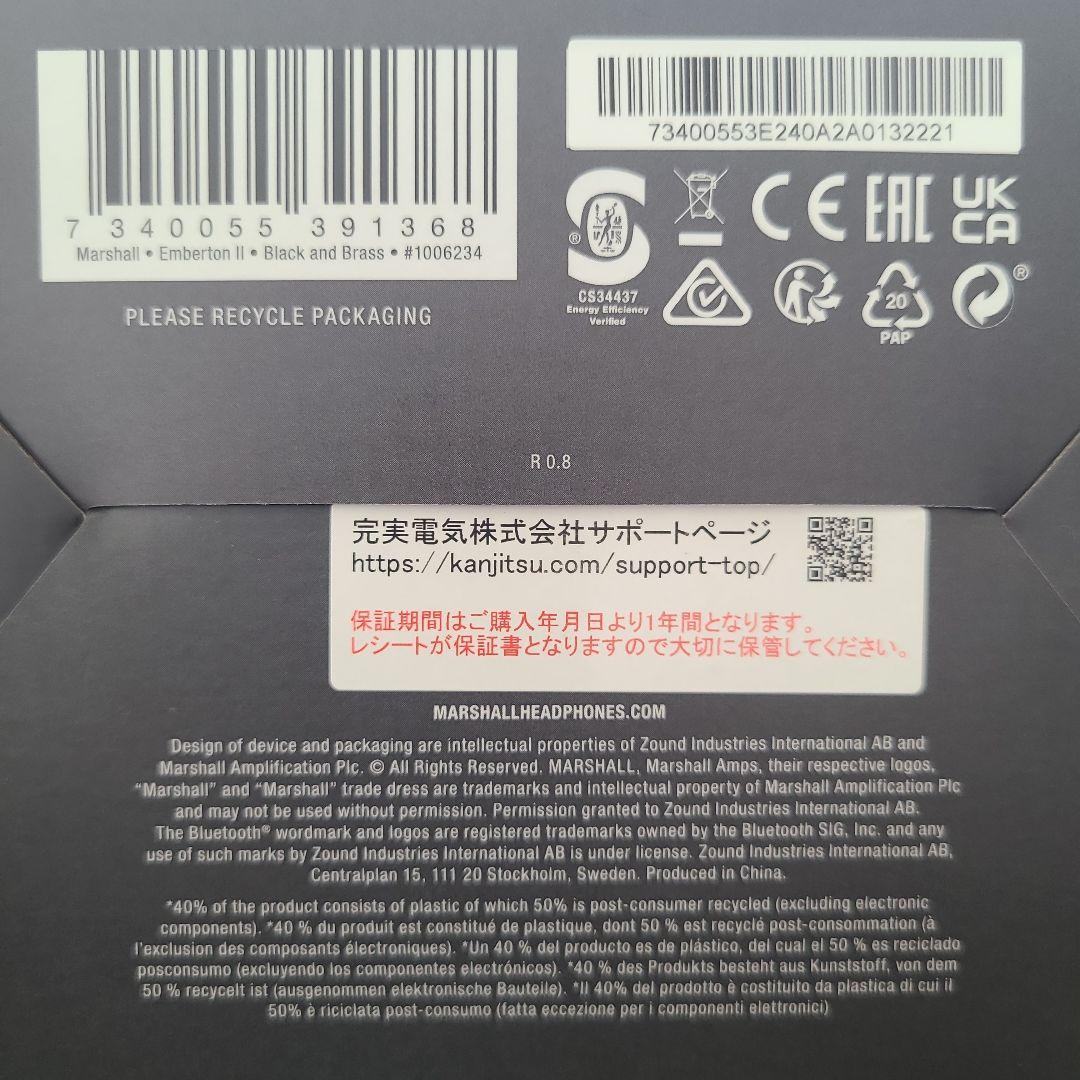 7 340055 391368
Marshall • Emberton II • Black and Brass • #1006234
PLEASE RECYCLE PACKAGING
73400553E240A2A0132221
CE EAC UK CA
CS34437
Energy Efficiency
Verified
20
PAP
R 0.8
完実電気株式会社サポートページ
https://kanjitsu.com/support-top/
保証期間はご購入年月日より1年間となります。
レシートが保証書となりますので大切に保管してください。
MARSHALLHEADPHONES.COM
Design of device and packaging are intellectual properties of Zound Industries International AB and
Marshall Amplification Plc. © All Rights Reserved. MARSHALL, Marshall Amps, their respective logos,
“Marshall” and “Marshall” trade dress are trademarks and intellectual property of Marshall Amplification Plc
and may not be used without permission. Permission granted to Zound Industries International AB.
The Bluetooth® wordmark and logos are registered trademarks owned by the Bluetooth SIG, Inc. and any
use of such marks by Zound Industries International AB is under license. Zound Industries International AB,
Centralplan 15, 111 20 Stockholm, Sweden. Produced in China.
*40% of the product consists of plastic of which 50% is post-consumer recycled (excluding electronic
components). *40 % du produit est constitué de plastique, dont 50 % est recyclé post-consommation (à
l’exclusion des composants électroniques). *Un 40 % del producto es de plástico, del cual el 50 % es reciclado
posconsumo (excluyendo los componentes electrónicos). *40 % des Produkts besteht aus Kunststoff, von dem
50 % recycelt ist (ausgenommen elektronische Bauteile). *Il 40% del prodotto è costituito da plastica di cui il
50% è riciclata post-consumo (fatta eccezione per i componenti elettronici)